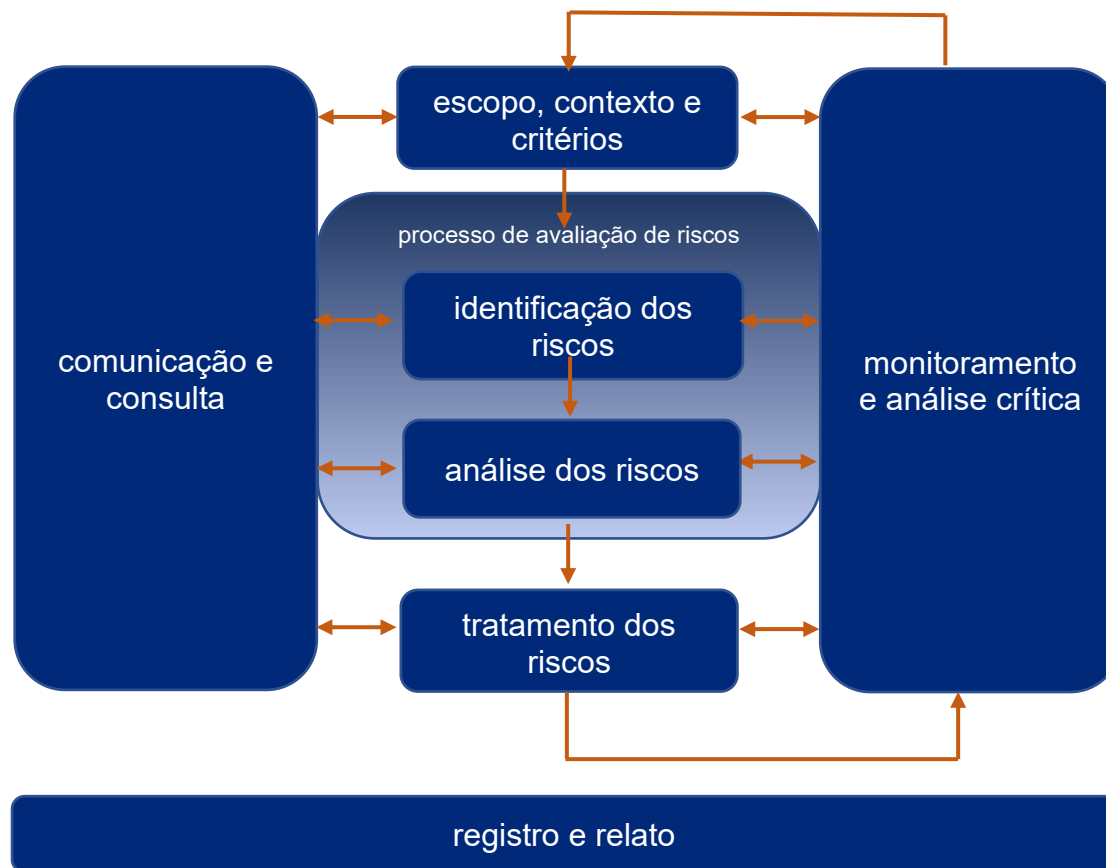 escopo, contexto e
critérios
processo de avaliação de riscos
identificação dos
riscos
comunicação e
consulta
monitoramento
e análise crítica
análise dos riscos
tratamento dos
riscos
registro e relato